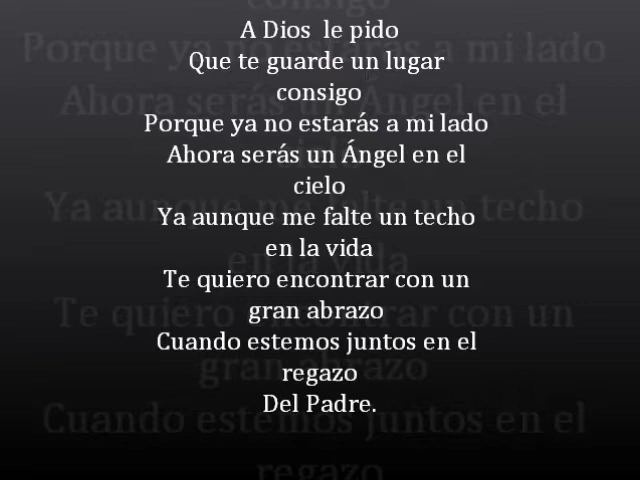 A Dios le pido
Que te guarde un lugar
consigo
Porque ya no estarás a mi lado
Ahora serás un Ángel en el
cielo
Ya aunque me falte un techo
en la vida
Te quiero encontrar con un
gran abrazo
Cuando estemos juntos en el
regazo
Del Padre.